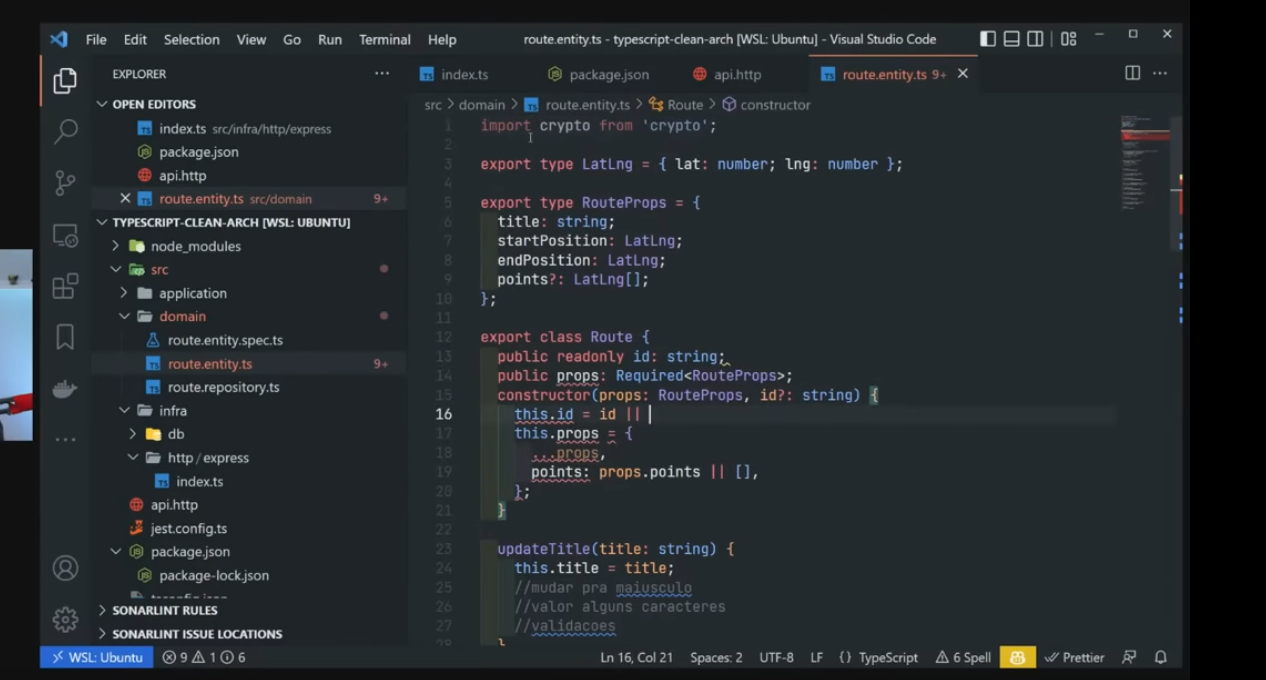 File Edit Selection View Go Run Terminal Help route.entity.ts - typescript-clean-arch [WSL: Ubuntu] - Visual Studio Code
EXPLORER
OPEN EDITORS
index.ts src/infra/http/express
package.json
api.http
route.entity.ts src/domain 9+
TYPESCRIPT-CLEAN-ARCH [WSL: UBUNTU]
node_modules
src
application
domain
route.entity.spec.ts
route.entity.ts 9+
route.repository.ts
infra
db
http / express
index.ts
api.http
jest.config.ts
package.json
package-lock.json
tsconfig.json
SONARLINT RULES
SONARLINT ISSUE LOCATIONS
index.ts package.json api.http route.entity.ts 9+
src > domain > route.entity.ts > Route > constructor
1 import crypto from 'crypto';
2
3 export type LatLng = { lat: number; lng: number };
4
5 export type RouteProps = {
6 title: string;
7 startPosition: LatLng;
8 endPosition: LatLng;
9 points?: LatLng[];
10 };
11
12 export class Route {
13 public readonly id: string;
14 public props: Required<RouteProps>;
15 constructor(props: RouteProps, id?: string) {
16 this.id = id ||
17 this.props = {
18 ...props,
19 points: props.points || [],
20 };
21 }
22
23 updateTitle(title: string) {
24 this.title = title;
25 //mudar pra maiusculo
26 //valor alguns caracteres
27 //validacoes
28 }
WSL: Ubuntu 9 1 6 Ln 16, Col 21 Spaces: 2 UTF-8 LF {} TypeScript 6 Spell Prettier